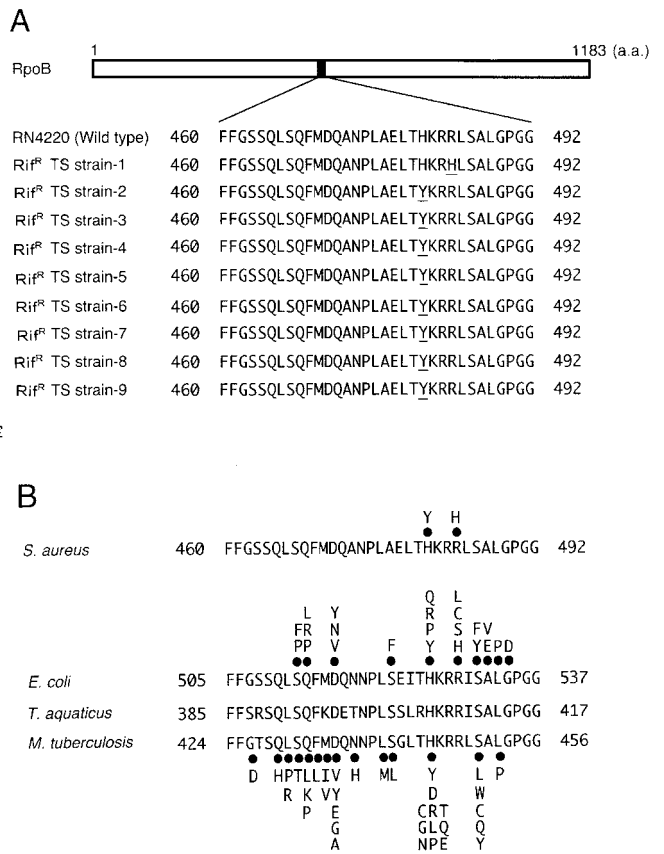 A
1 1183 (a.a.)
RpoB
RN4220 (Wild type) 460 FFGSSQLSQFMDQANPLAELTHKRRLSALGPGG 492
Rifᴿ TS strain-1 460 FFGSSQLSQFMDQANPLAELTHKRHLSALGPGG 492
Rifᴿ TS strain-2 460 FFGSSQLSQFMDQANPLAELTYKRRLSALGPGG 492
Rifᴿ TS strain-3 460 FFGSSQLSQFMDQANPLAELTYKRRLSALGPGG 492
Rifᴿ TS strain-4 460 FFGSSQLSQFMDQANPLAELTYKRRLSALGPGG 492
Rifᴿ TS strain-5 460 FFGSSQLSQFMDQANPLAELTYKRRLSALGPGG 492
Rifᴿ TS strain-6 460 FFGSSQLSQFMDQANPLAELTYKRRLSALGPGG 492
Rifᴿ TS strain-7 460 FFGSSQLSQFMDQANPLAELTYKRRLSALGPGG 492
Rifᴿ TS strain-8 460 FFGSSQLSQFMDQANPLAELTYKRRLSALGPGG 492
Rifᴿ TS strain-9 460 FFGSSQLSQFMDQANPLAELTYKRRLSALGPGG 492
B
Y H
S. aureus 460 FFGSSQLSQFMDQANPLAELTHKRRLSALGPGG 492
Q L
L Y R C
FR N P S FV
PP V F Y H YEPD
E. coli 505 FFGSSQLSQFMDQNNPLSEITHKRRISALGPGG 537
T. aquaticus 385 FFSRSQLSQFKDETNPLSSLRHKRRISALGPGG 417
M. tuberculosis 424 FFGTSQLSQFMDQNNPLSGLTHKRRLSALGPGG 456
D HPTLLIV H ML Y L P
R K VY D W
P E CRT C
G GLQ Q
A NPE Y